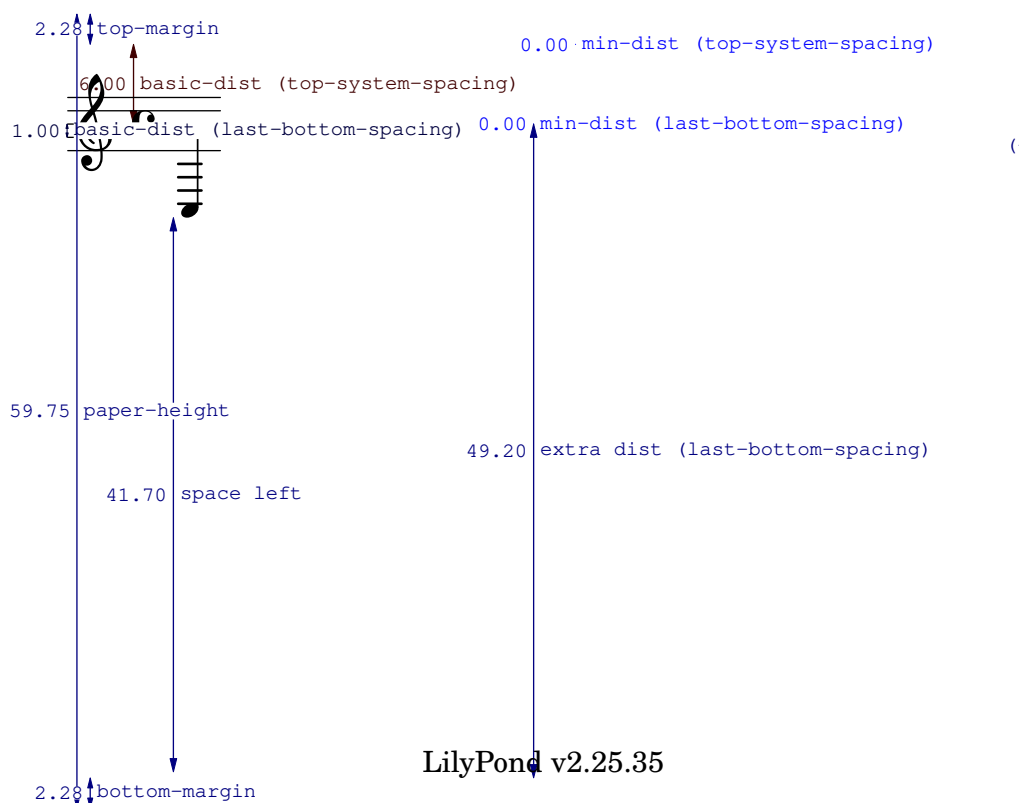 2.28 top-margin
0.00 min-dist (top-system-spacing)
6.00 basic-dist (top-system-spacing)
1.00 basic-dist (last-bottom-spacing)
0.00 min-dist (last-bottom-spacing)
(
59.75 paper-height
49.20 extra dist (last-bottom-spacing)
41.70 space left
LilyPond v2.25.35
2.28 bottom-margin